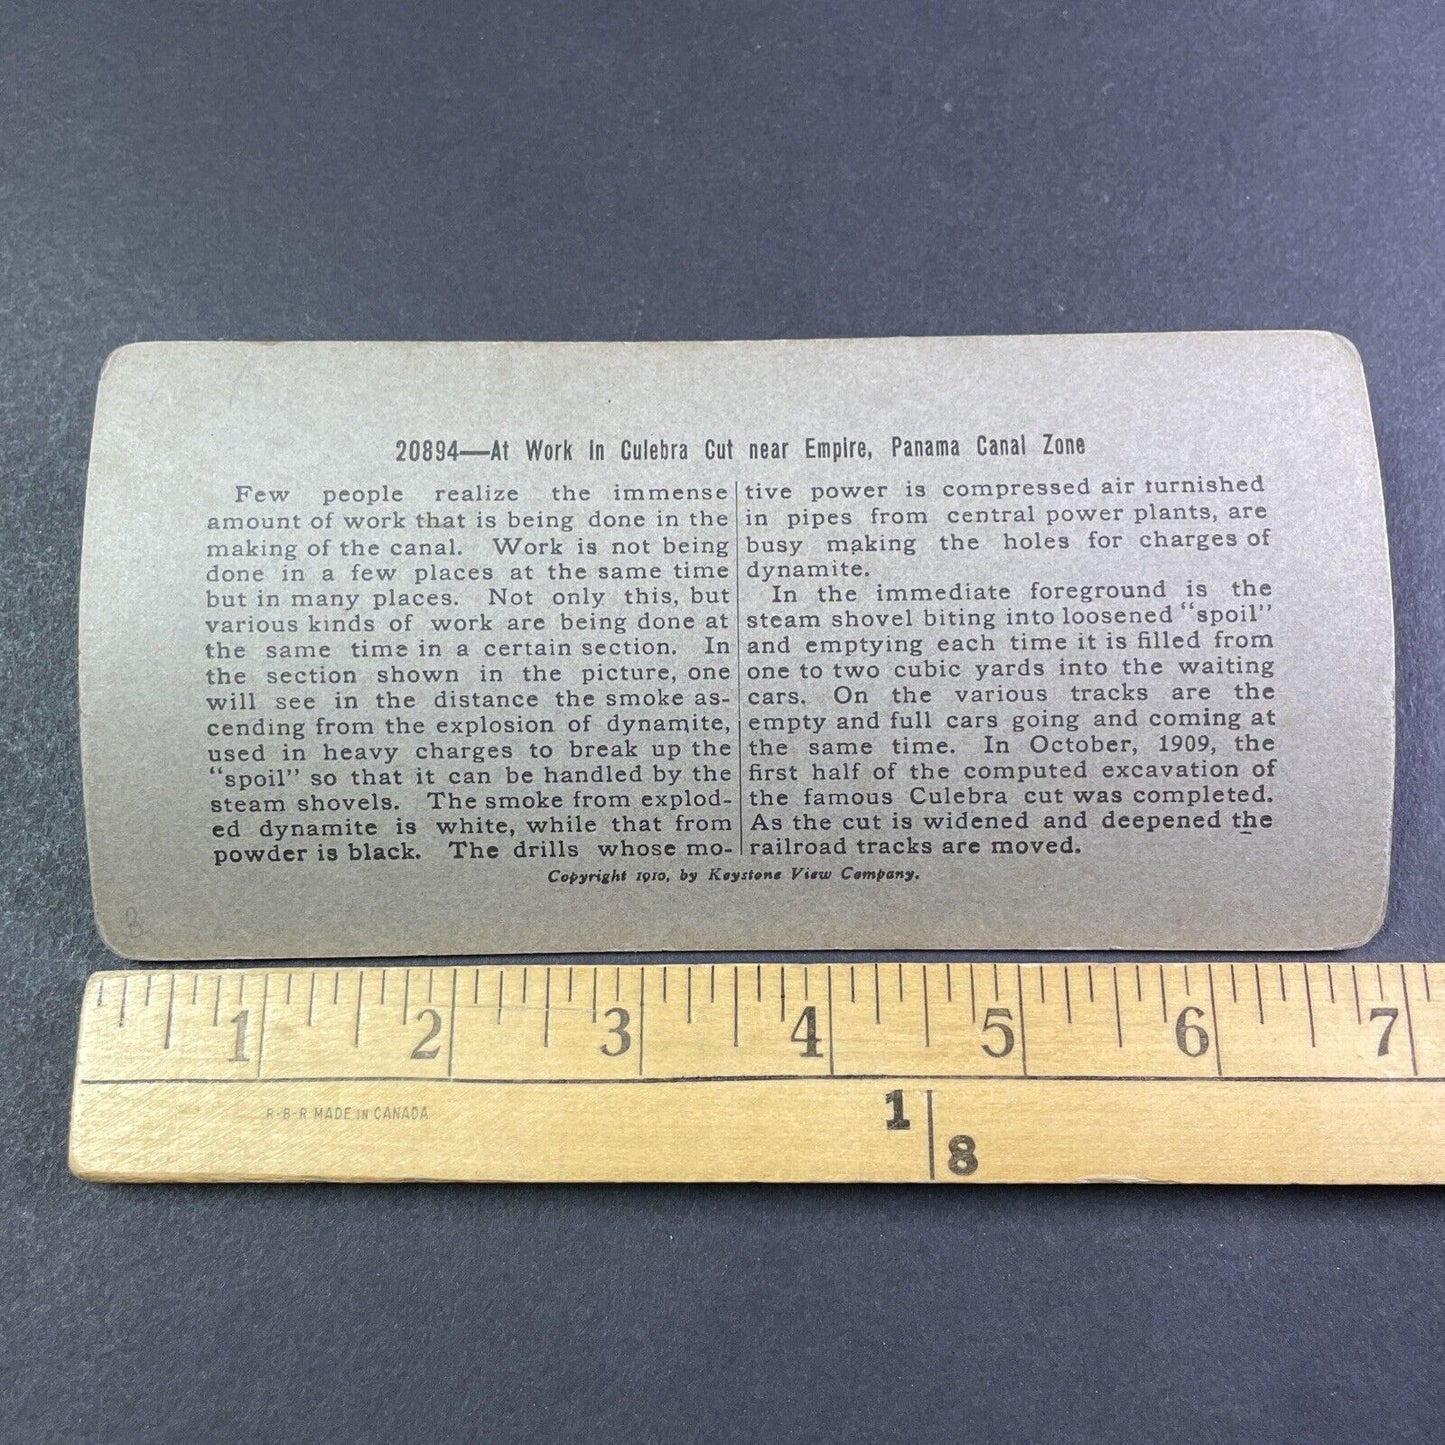 20894—At Work in Culebra Cut near Empire, Panama Canal Zone
Few people realize the immense
amount of work that is being done in the
making of the canal. Work is not being
done in a few places at the same time
but in many places. Not only this, but
various kinds of work are being done at
the same time in a certain section. In
the section shown in the picture, one
will see in the distance the smoke as-
cending from the explosion of dynamite,
used in heavy charges to break up the
"spoil" so that it can be handled by the
steam shovels. The smoke from explod-
ed dynamite is white, while that from
powder is black. The drills whose mo-
tive power is compressed air furnished
in pipes from central power plants, are
busy making the holes for charges of
dynamite.
In the immediate foreground is the
steam shovel biting into loosened "spoil"
and emptying each time it is filled from
one to two cubic yards into the waiting
cars. On the various tracks are the
empty and full cars going and coming at
the same time. In October, 1909, the
first half of the computed excavation of
the famous Culebra cut was completed.
As the cut is widened and deepened the
railroad tracks are moved.
Copyright 1910, by Keystone View Company.
B
1 2 3 4 5 6 7
R-B-R MADE IN CANADA
1
8